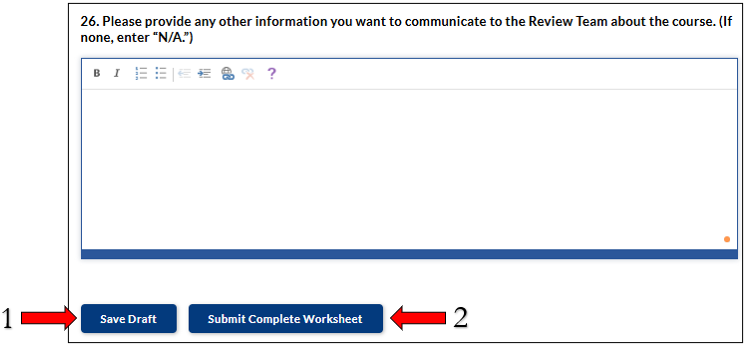 26. Please provide any other information you want to communicate to the Review Team about the course. (If
none, enter “N/A.”)
B I ?
1 Save Draft Submit Complete Worksheet 2